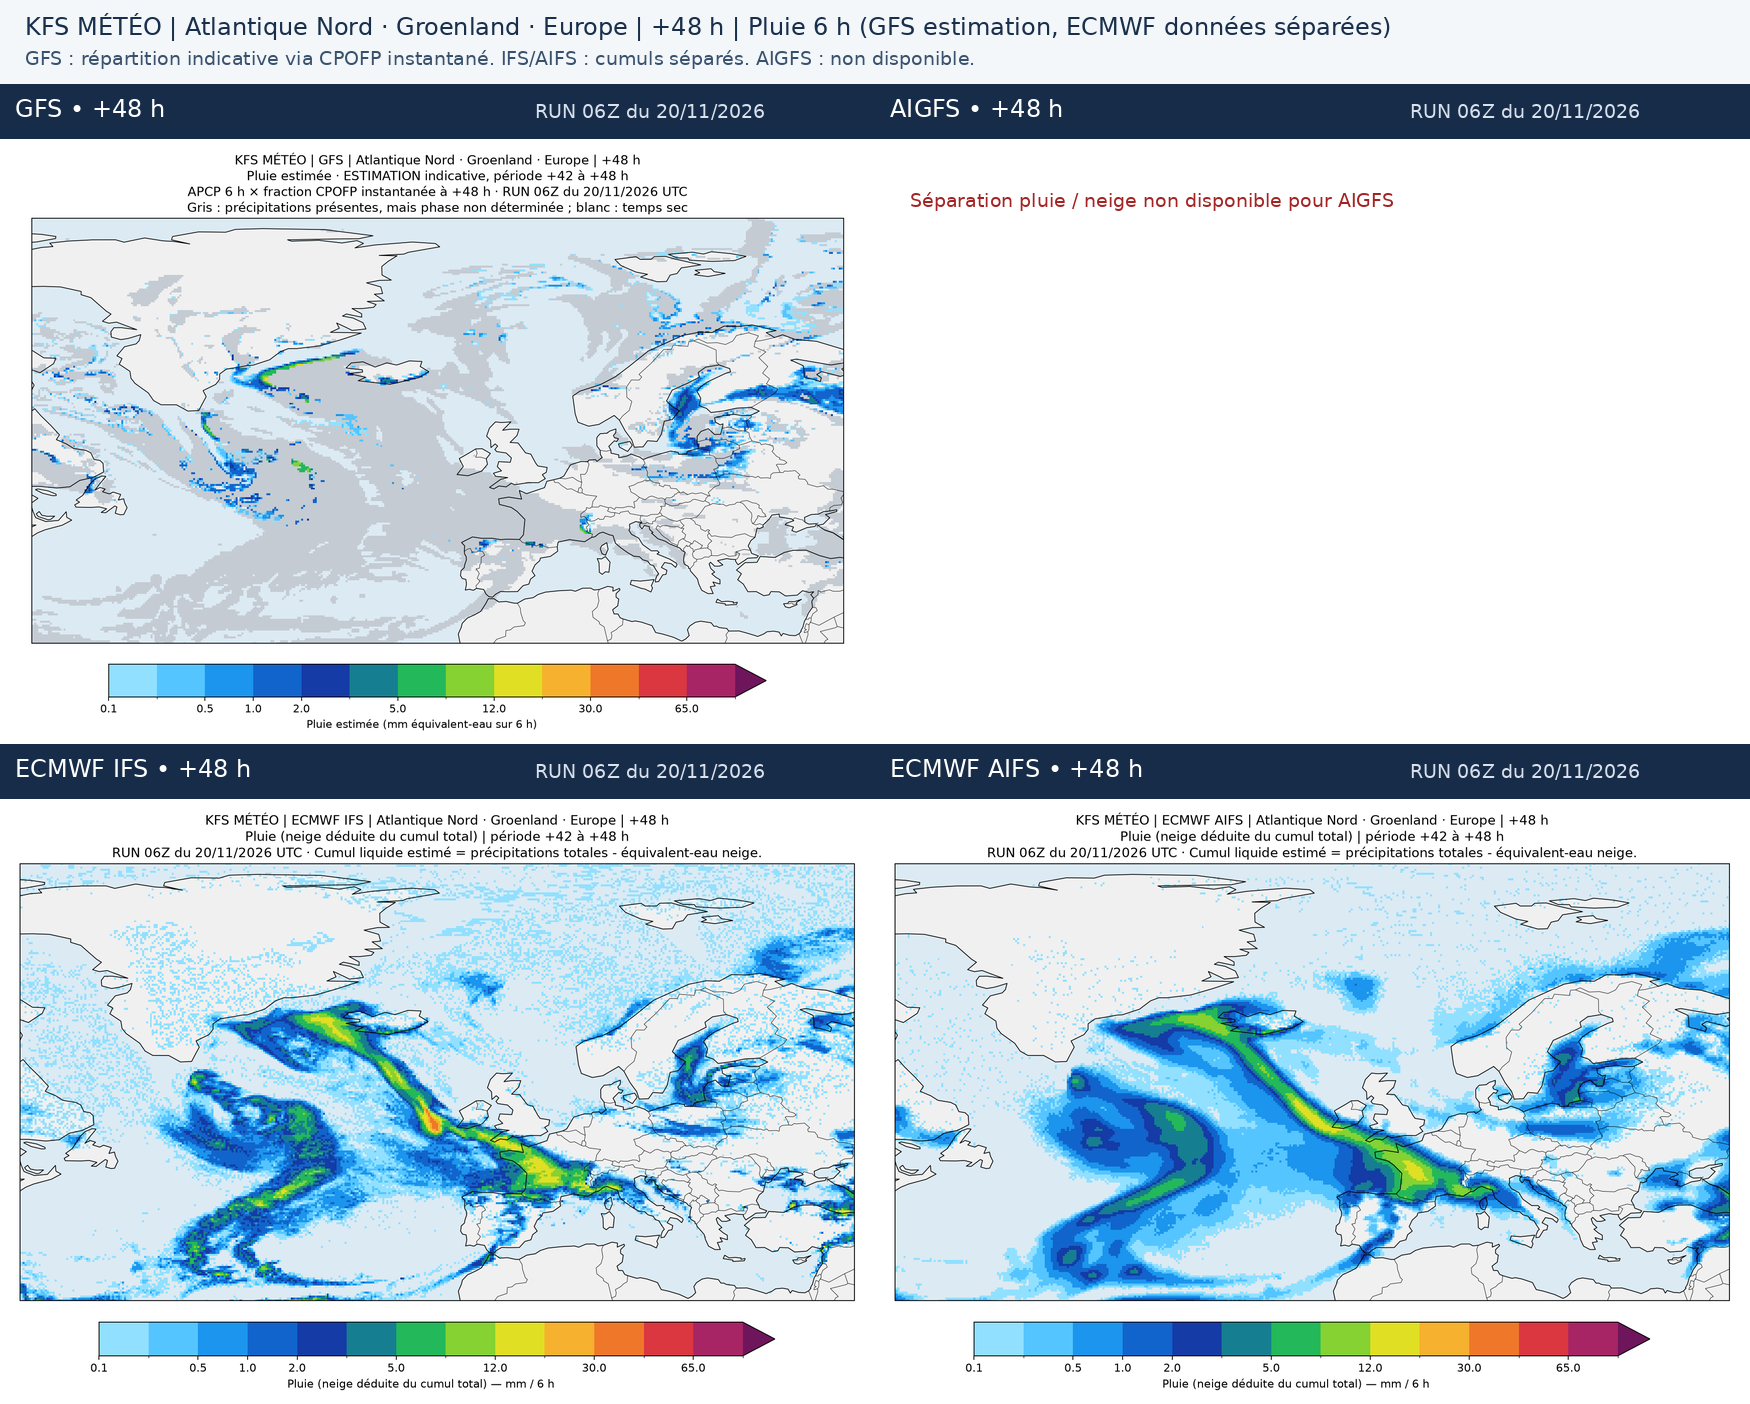 KFS MÉTÉO | Atlantique Nord · Groenland · Europe | +48 h | Pluie 6 h (GFS estimation, ECMWF données séparées)
GFS : répartition indicative via CPOFP instantané. IFS/AIFS : cumuls séparés. AIGFS : non disponible.
GFS • +48 h
RUN 06Z du 20/11/2026
AIGFS • +48 h
RUN 06Z du 20/11/2026
KFS MÉTÉO | GFS | Atlantique Nord · Groenland · Europe | +48 h
Pluie estimée · ESTIMATION indicative, période +42 à +48 h
APCP 6 h × fraction CPOFP instantanée à +48 h · RUN 06Z du 20/11/2026 UTC
Gris : précipitations présentes, mais phase non déterminée ; blanc : temps sec
Séparation pluie / neige non disponible pour AIGFS
0.1 0.5 1.0 2.0 5.0 12.0 30.0 65.0
Pluie estimée (mm équivalent-eau sur 6 h)
ECMWF IFS • +48 h
RUN 06Z du 20/11/2026
ECMWF AIFS • +48 h
RUN 06Z du 20/11/2026
KFS MÉTÉO | ECMWF IFS | Atlantique Nord · Groenland · Europe | +48 h
Pluie (neige déduite du cumul total) | période +42 à +48 h
RUN 06Z du 20/11/2026 UTC · Cumul liquide estimé = précipitations totales - équivalent-eau neige.
0.1 0.5 1.0 2.0 5.0 12.0 30.0 65.0
Pluie (neige déduite du cumul total) — mm / 6 h
KFS MÉTÉO | ECMWF AIFS | Atlantique Nord · Groenland · Europe | +48 h
Pluie (neige déduite du cumul total) | période +42 à +48 h
RUN 06Z du 20/11/2026 UTC · Cumul liquide estimé = précipitations totales - équivalent-eau neige.
0.1 0.5 1.0 2.0 5.0 12.0 30.0 65.0
Pluie (neige déduite du cumul total) — mm / 6 h